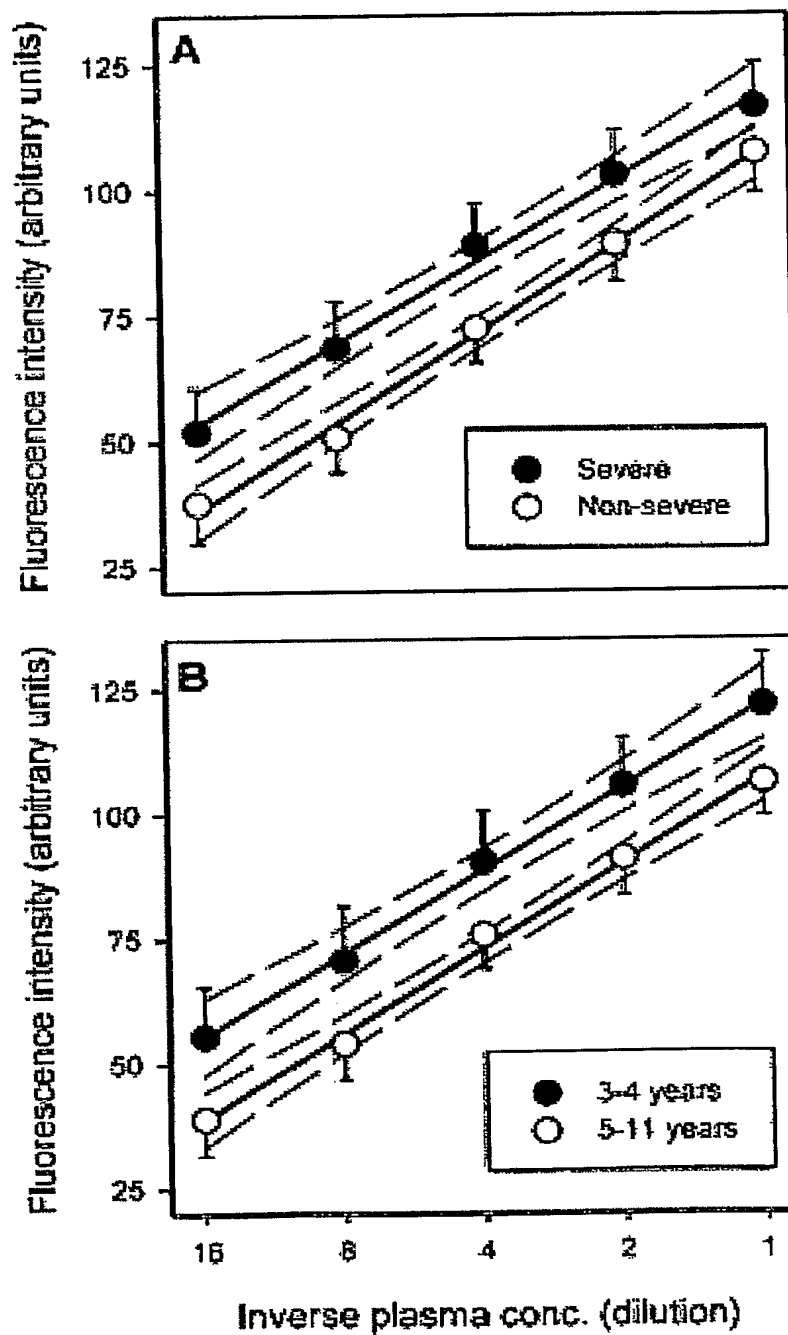 A
Fluorescence intensity (arbitrary units)
125
100
75
50
25
Severe
Non-severe
B
Fluorescence intensity (arbitrary units)
125
100
75
50
25
3-4 years
5-11 years
16 8 4 2 1
Inverse plasma conc. (dilution)